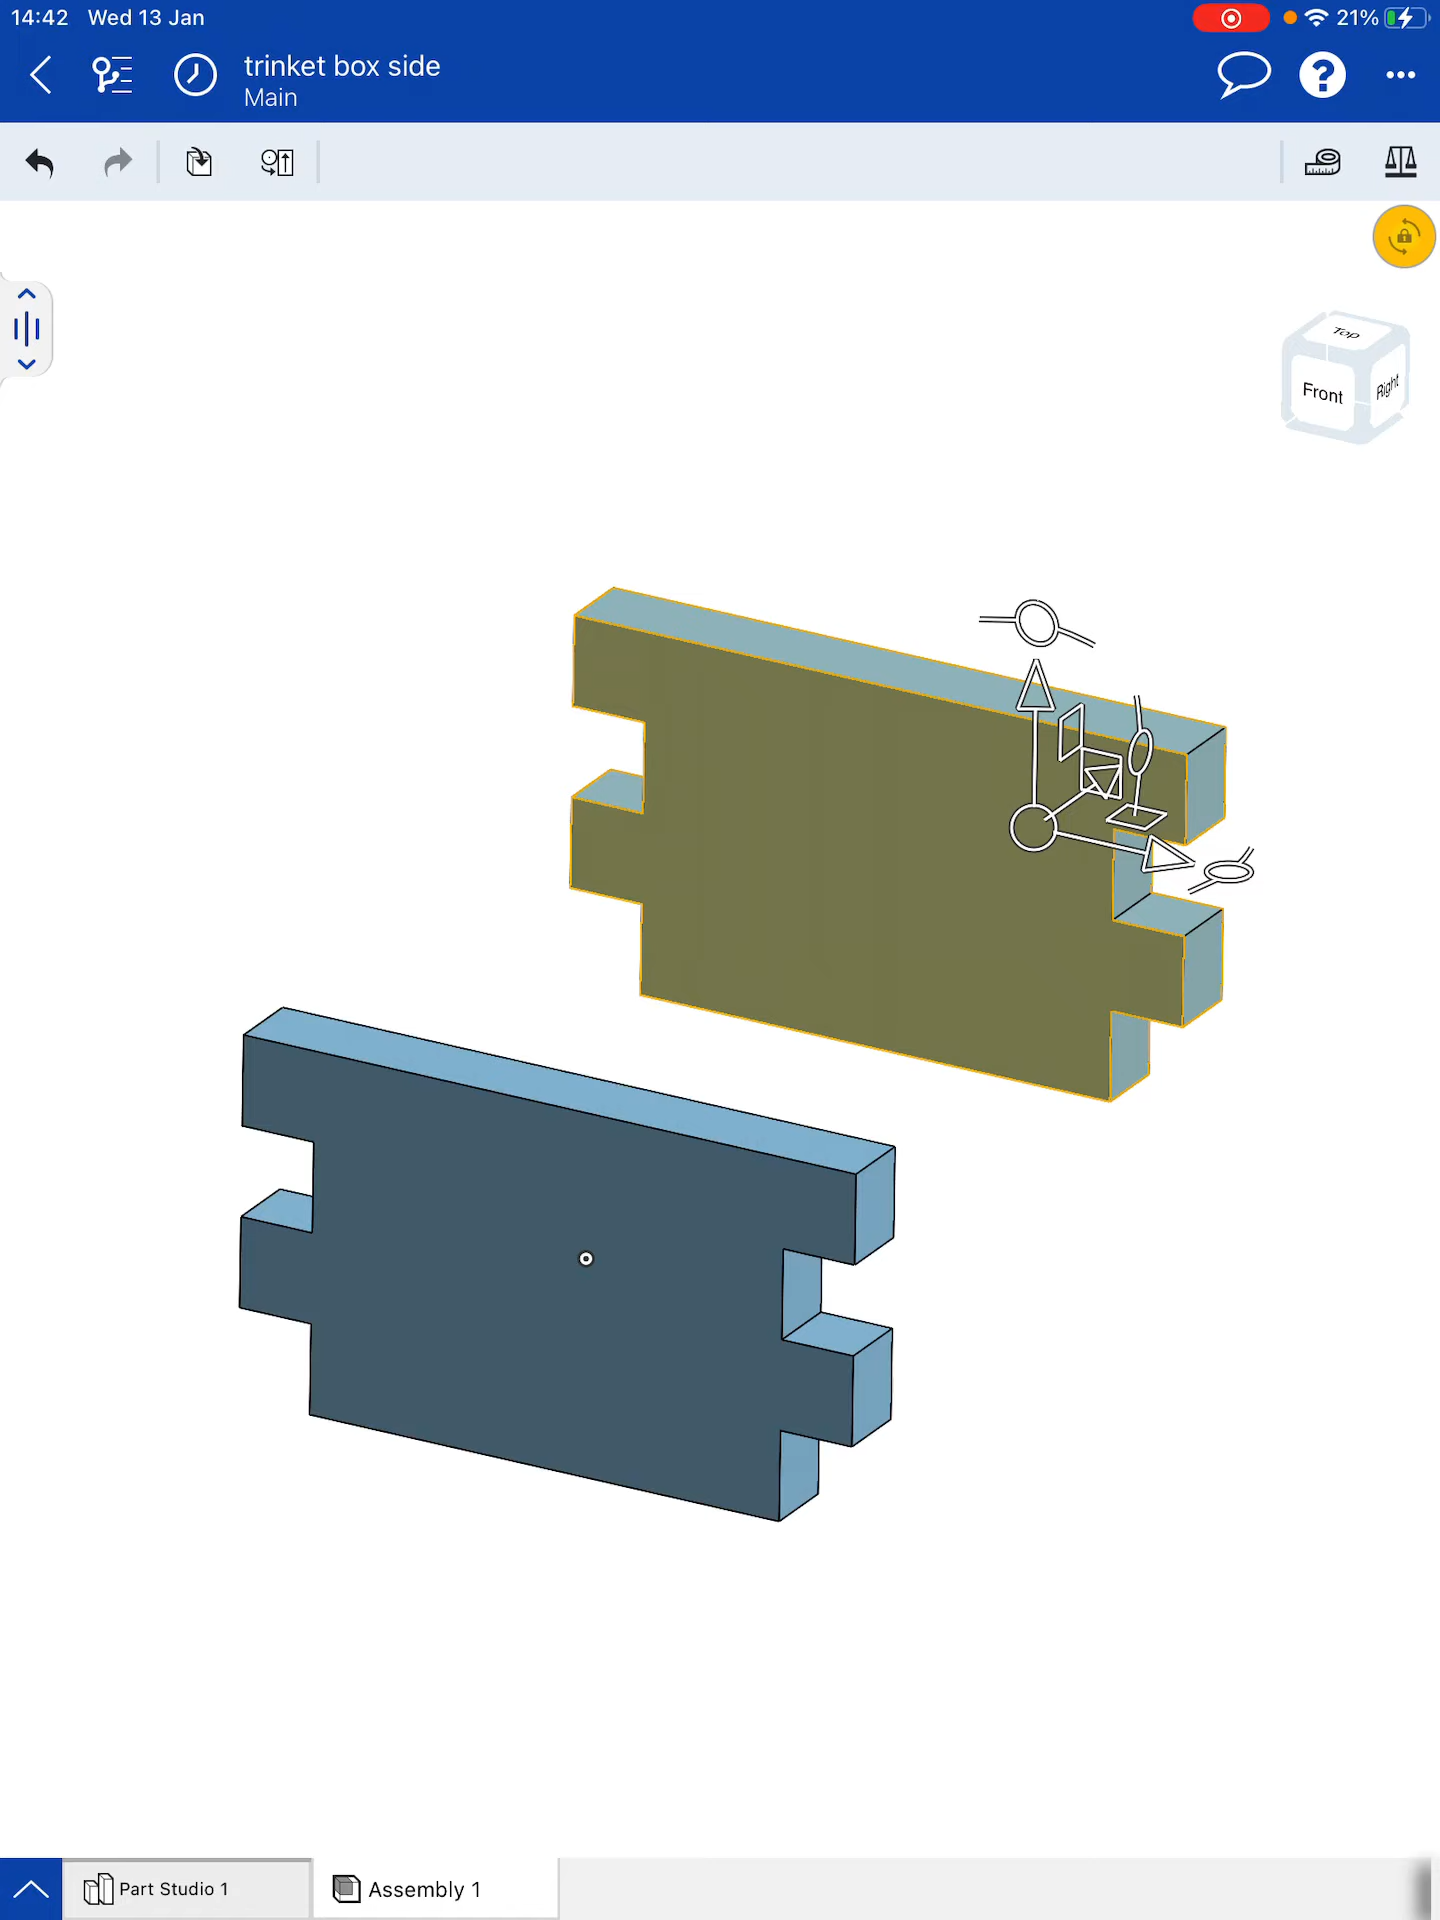 14:42 Wed 13 Jan
21%
trinket box side
Main
Top
Front
Right
Part Studio 1
Assembly 1